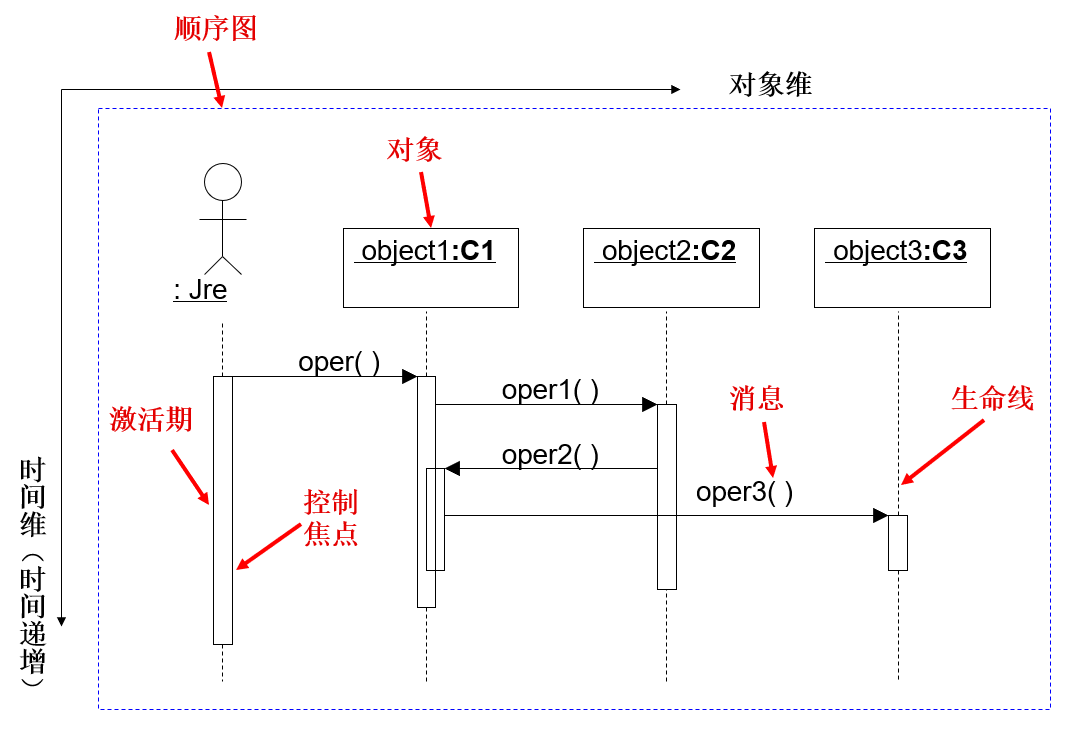 顺序图
对象维
对象
: Jre
object1:C1
object2:C2
object3:C3
oper( )
oper1( )
消息
生命线
激活期
oper2( )
oper3( )
控制
焦点
时间维（时间递增）